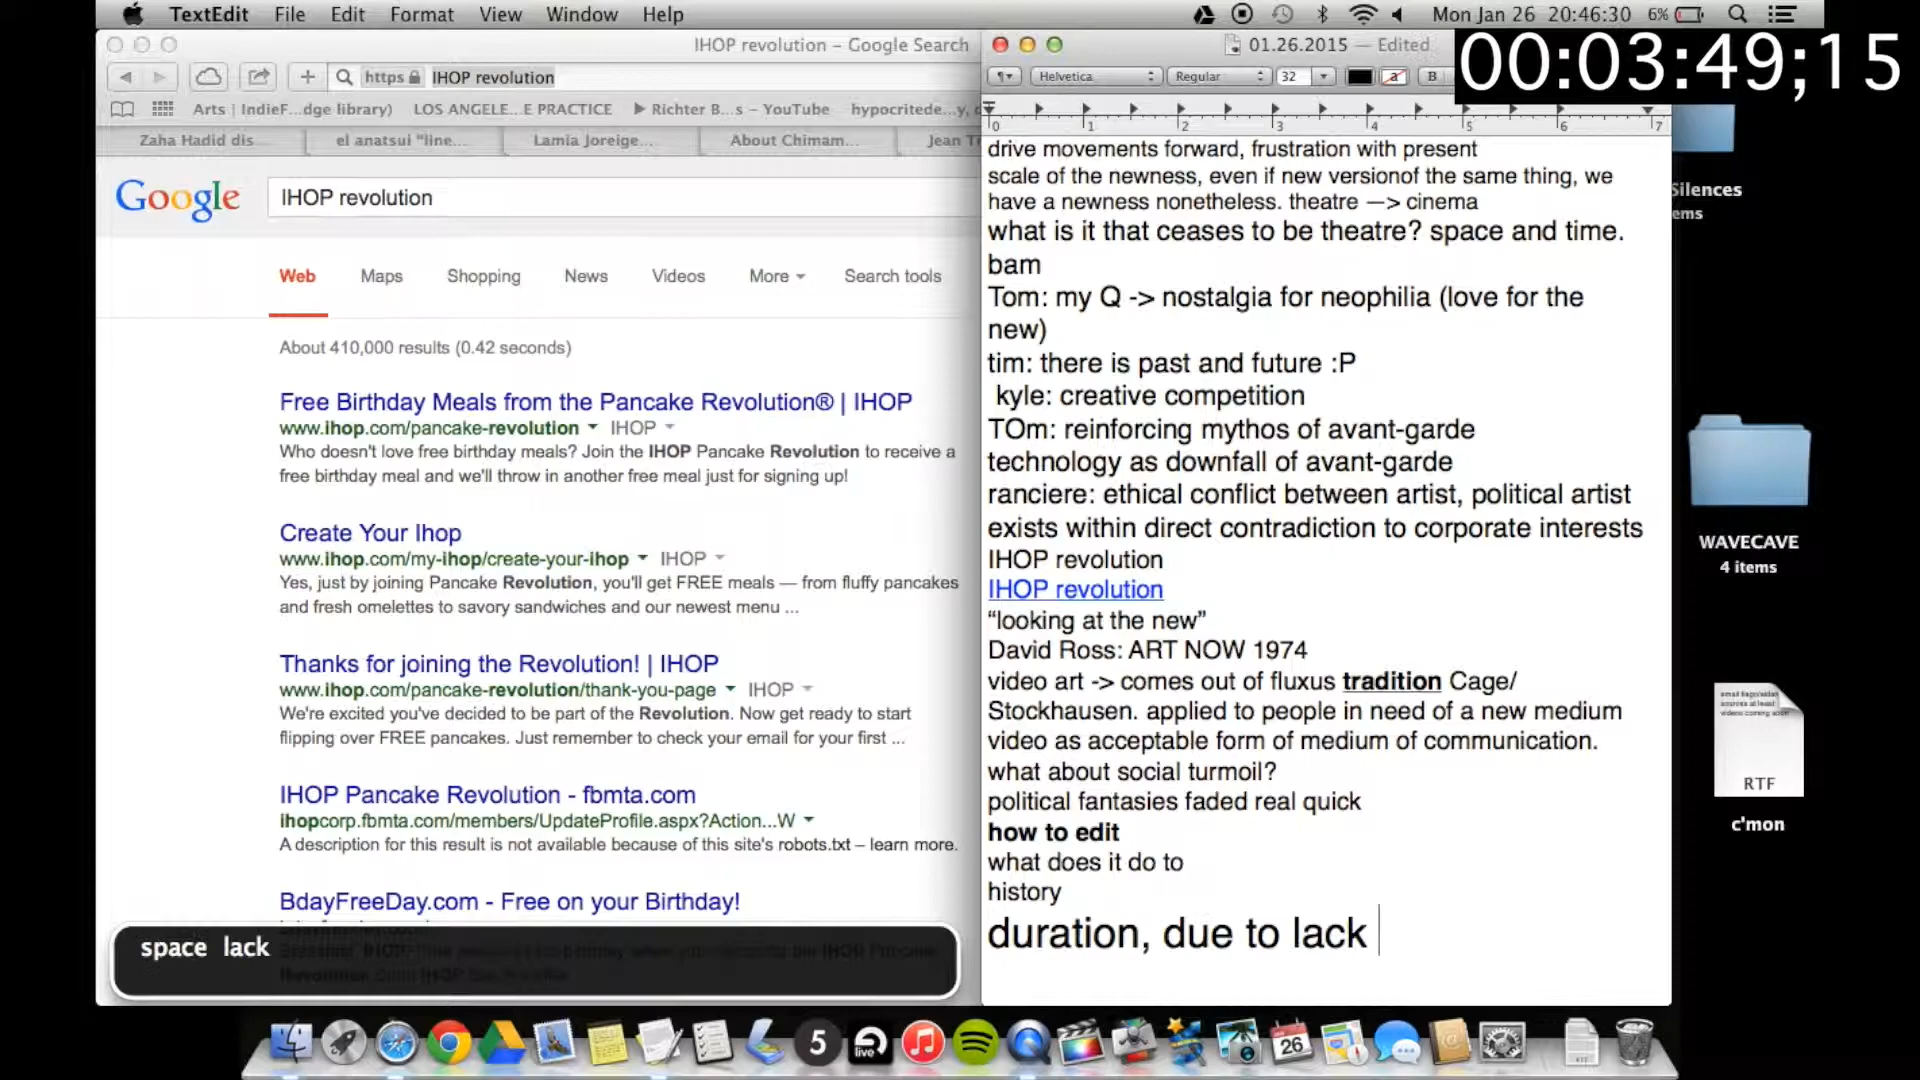 TextEdit File Edit Format View Window Help
Mon Jan 26 20:46:30 6%
00:03:49;15
IHOP revolution – Google Search
https IHOP revolution
Arts | IndieF...dge library) LOS ANGELE...E PRACTICE Richter B...s – YouTube hypocritede...y, c
Zaha Hadid dis... el anatsui "line... Lamia Joreige... About Chimam... Jean T
Google
IHOP revolution
Web Maps Shopping News Videos More Search tools
About 410,000 results (0.42 seconds)
Free Birthday Meals from the Pancake Revolution® | IHOP
www.ihop.com/pancake-revolution IHOP
Who doesn't love free birthday meals? Join the IHOP Pancake Revolution to receive a
free birthday meal and we'll throw in another free meal just for signing up!
Create Your Ihop
www.ihop.com/my-ihop/create-your-ihop IHOP
Yes, just by joining Pancake Revolution, you'll get FREE meals — from fluffy pancakes
and fresh omelettes to savory sandwiches and our newest menu ...
Thanks for joining the Revolution! | IHOP
www.ihop.com/pancake-revolution/thank-you-page IHOP
We're excited you've decided to be part of the Revolution. Now get ready to start
flipping over FREE pancakes. Just remember to check your email for your first ...
IHOP Pancake Revolution - fbmta.com
ihopcorp.fbmta.com/members/UpdateProfile.aspx?Action...W
A description for this result is not available because of this site's robots.txt – learn more.
BdayFreeDay.com - Free on your Birthday!
space lack
01.26.2015 — Edited
Helvetica Regular 32 a B
0 1 2 3 4 5 6 7
drive movements forward, frustration with present
scale of the newness, even if new versionof the same thing, we
have a newness nonetheless. theatre —> cinema
what is it that ceases to be theatre? space and time.
bam
Tom: my Q -> nostalgia for neophilia (love for the
new)
tim: there is past and future :P
kyle: creative competition
TOm: reinforcing mythos of avant-garde
technology as downfall of avant-garde
ranciere: ethical conflict between artist, political artist
exists within direct contradiction to corporate interests
IHOP revolution
IHOP revolution
“looking at the new”
David Ross: ART NOW 1974
video art -> comes out of fluxus tradition Cage/
Stockhausen. applied to people in need of a new medium
video as acceptable form of medium of communication.
what about social turmoil?
political fantasies faded real quick
how to edit
what does it do to
history
duration, due to lack
Silences
ems
WAVECAVE
4 items
RTF
c'mon
5
live
26